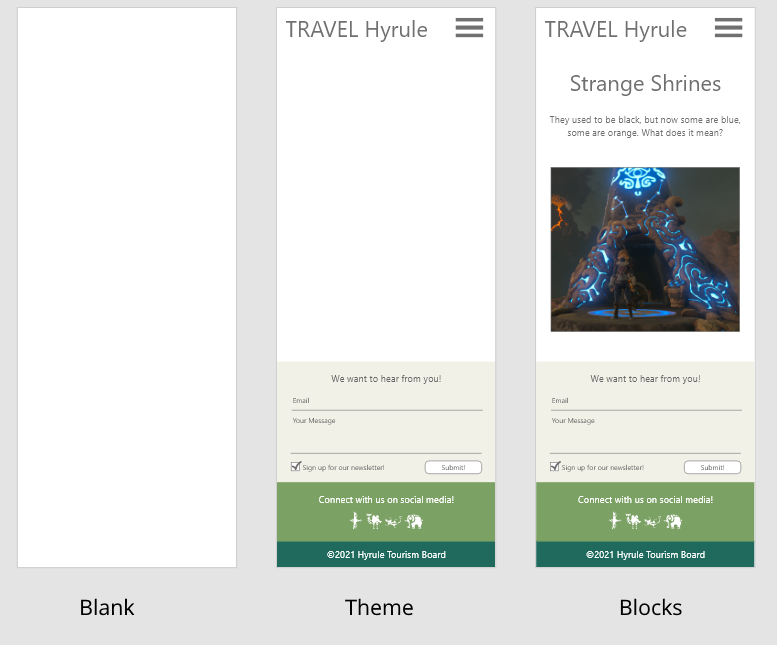 TRAVEL Hyrule
We want to hear from you!
Email
Your Message
Sign up for our newsletter!
Submit!
Connect with us on social media!
©2021 Hyrule Tourism Board
TRAVEL Hyrule
Strange Shrines
They used to be black, but now some are blue,
some are orange. What does it mean?
We want to hear from you!
Email
Your Message
Sign up for our newsletter!
Submit!
Connect with us on social media!
©2021 Hyrule Tourism Board
Blank
Theme
Blocks